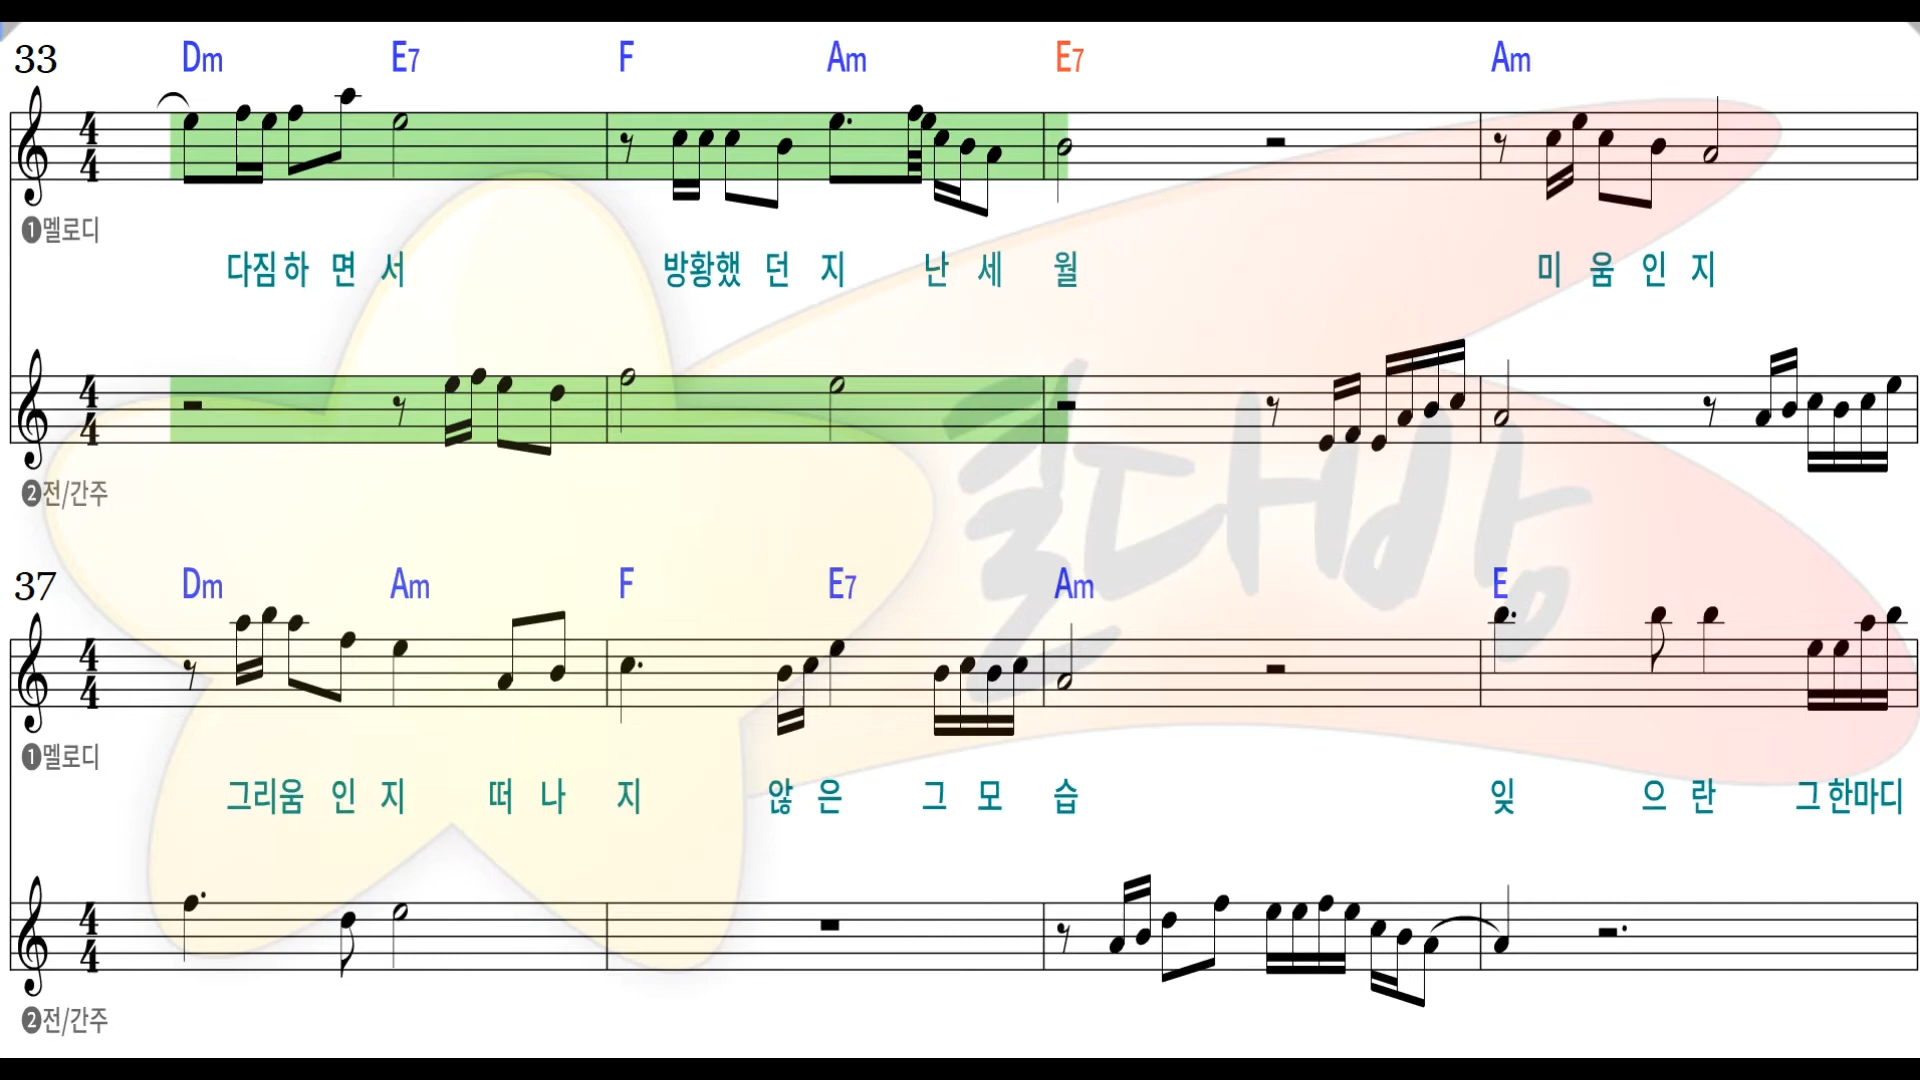 33 Dm E7 F Am E7 Am
❶멜로디
다짐하 면 서 방황했 던 지 난 세 월 미 움 인 지
❷전/간주
37 Dm Am F E7 Am E
❶멜로디
그리움 인 지 떠 나 지 않 은 그 모 습 잊 으 란 그 한마디
❷전/간주